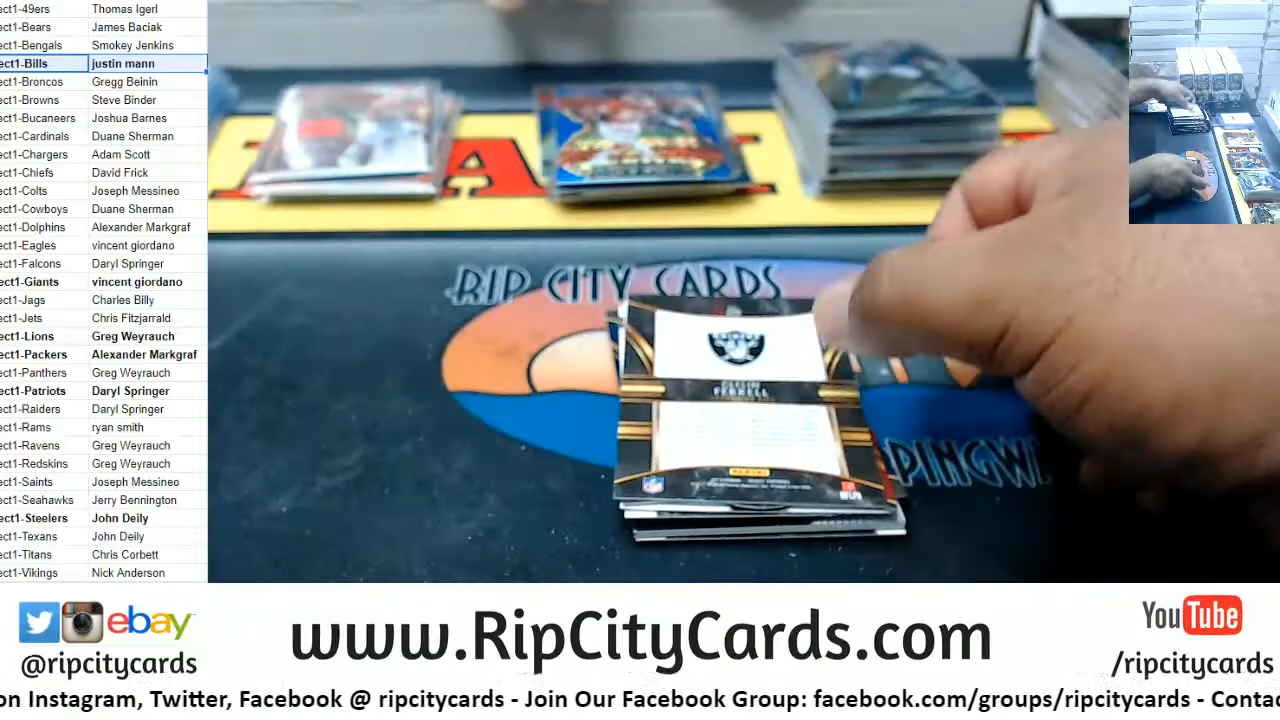 ect1-49ers Thomas Igerl
ect1-Bears James Baciak
ect1-Bengals Smokey Jenkins
ect1-Bills justin mann
ect1-Broncos Gregg Beinin
ect1-Browns Steve Binder
ect1-Bucaneers Joshua Barnes
ect1-Cardinals Duane Sherman
ect1-Chargers Adam Scott
ect1-Chiefs David Frick
ect1-Colts Joseph Messineo
ect1-Cowboys Duane Sherman
ect1-Dolphins Alexander Markgraf
ect1-Eagles vincent giordano
ect1-Falcons Daryl Springer
ect1-Giants vincent giordano
ect1-Jags Charles Billy
ect1-Jets Chris Fitzjarrald
ect1-Lions Greg Weyrauch
ect1-Packers Alexander Markgraf
ect1-Panthers Greg Weyrauch
ect1-Patriots Daryl Springer
ect1-Raiders Daryl Springer
ect1-Rams ryan smith
ect1-Ravens Greg Weyrauch
ect1-Redskins Greg Weyrauch
ect1-Saints Joseph Messineo
ect1-Seahawks Jerry Bennington
ect1-Steelers John Deily
ect1-Texans John Deily
ect1-Titans Chris Corbett
ect1-Vikings Nick Anderson
RIP CITY CARDS
RAIDERS
FERRELL
PANINI
NFL
PINGWI
ebay
@ripcitycards
www.RipCityCards.com
YouTube
/ripcitycards
on Instagram, Twitter, Facebook @ ripcitycards - Join Our Facebook Group: facebook.com/groups/ripcitycards - Contac